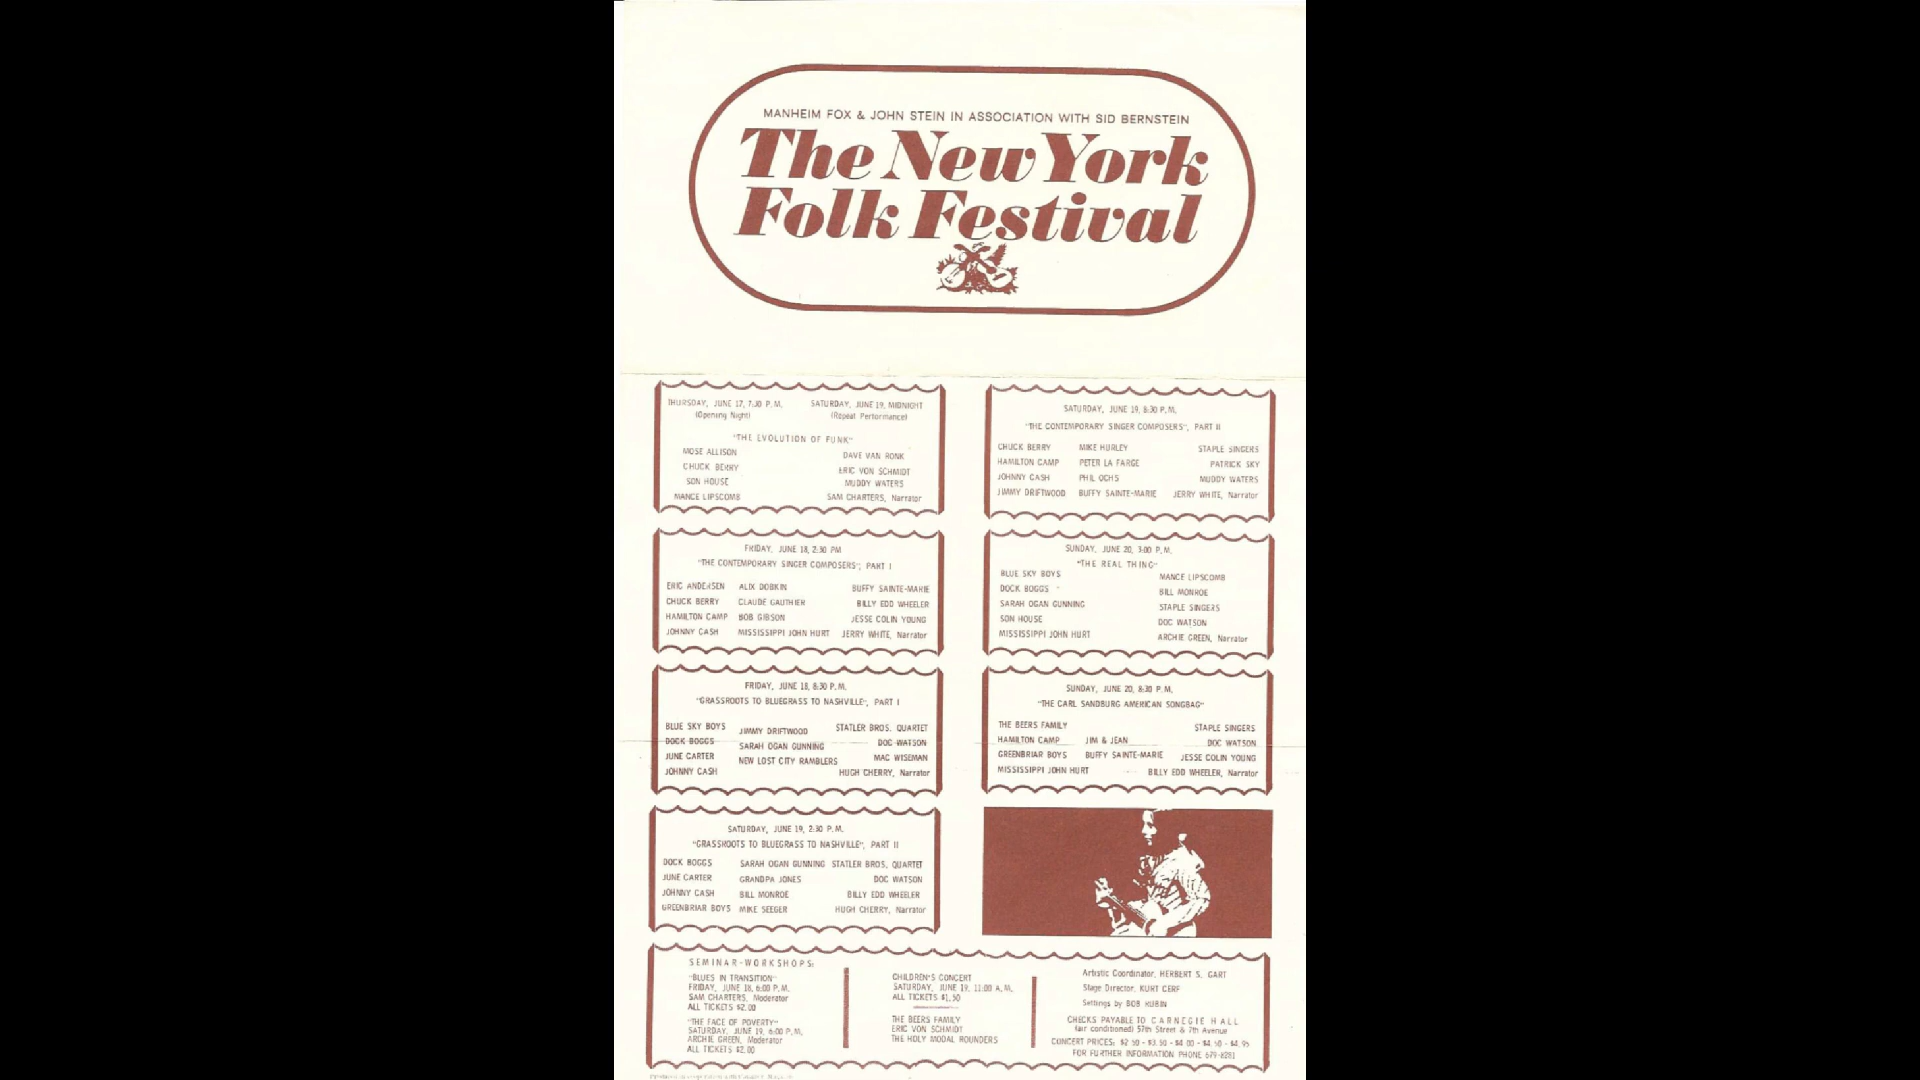 MANHEIM FOX & JOHN STEIN IN ASSOCIATION WITH SID BERNSTEIN
The New York
Folk Festival
THURSDAY, JUNE 17, 7:30 P.M.
(Opening Night)
SATURDAY, JUNE 19, MIDNIGHT
(Repeat Performance)
"THE EVOLUTION OF FUNK"
MOSE ALLISON
CHUCK BERRY
SON HOUSE
MANCE LIPSCOMB
DAVE VAN RONK
ERIC VON SCHMIDT
MUDDY WATERS
SAM CHARTERS, Narrator
SATURDAY, JUNE 19, 8:30 P.M.
"THE CONTEMPORARY SINGER COMPOSERS", PART II
CHUCK BERRY MIKE HURLEY STAPLE SINGERS
HAMILTON CAMP PETER LA FARGE PATRICK SKY
JOHNNY CASH PHIL OCHS MUDDY WATERS
JIMMY DRIFTWOOD BUFFY SAINTE-MARIE JERRY WHITE, Narrator
FRIDAY, JUNE 18, 2:30 PM
"THE CONTEMPORARY SINGER COMPOSERS", PART I
ERIC ANDERSEN ALIX DOBKIN BUFFY SAINTE-MARIE
CHUCK BERRY CLAUDE GAUTHIER BILLY EDD WHEELER
HAMILTON CAMP BOB GIBSON JESSE COLIN YOUNG
JOHNNY CASH MISSISSIPPI JOHN HURT JERRY WHITE, Narrator
SUNDAY, JUNE 20, 3:00 P.M.
"THE REAL THING"
BLUE SKY BOYS MANCE LIPSCOMB
DOCK BOGGS BILL MONROE
SARAH OGAN GUNNING STAPLE SINGERS
SON HOUSE DOC WATSON
MISSISSIPPI JOHN HURT ARCHIE GREEN, Narrator
FRIDAY, JUNE 18, 8:30 P.M.
"GRASSROOTS TO BLUEGRASS TO NASHVILLE", PART I
BLUE SKY BOYS JIMMY DRIFTWOOD STATLER BROS. QUARTET
DOCK BOGGS SARAH OGAN GUNNING DOC WATSON
JUNE CARTER NEW LOST CITY RAMBLERS MAC WISEMAN
JOHNNY CASH HUGH CHERRY, Narrator
SUNDAY, JUNE 20, 8:30 P.M.
"THE CARL SANDBURG AMERICAN SONGBAG"
THE BEERS FAMILY STAPLE SINGERS
HAMILTON CAMP JIM & JEAN DOC WATSON
GREENBRIAR BOYS BUFFY SAINTE-MARIE JESSE COLIN YOUNG
MISSISSIPPI JOHN HURT BILLY EDD WHEELER, Narrator
SATURDAY, JUNE 19, 2:30 P.M.
"GRASSROOTS TO BLUEGRASS TO NASHVILLE", PART II
DOCK BOGGS SARAH OGAN GUNNING STATLER BROS. QUARTET
JUNE CARTER GRANDPA JONES DOC WATSON
JOHNNY CASH BILL MONROE BILLY EDD WHEELER
GREENBRIAR BOYS MIKE SEEGER HUGH CHERRY, Narrator
SEMINAR-WORKSHOPS:
"BLUES IN TRANSITION"
FRIDAY, JUNE 18, 6:00 P.M.
SAM CHARTERS, Moderator
ALL TICKETS $2.00
"THE FACE OF POVERTY"
SATURDAY, JUNE 19, 6:00 P.M.
ARCHIE GREEN, Moderator
ALL TICKETS $2.00
CHILDREN'S CONCERT
SATURDAY, JUNE 19, 11:00 A.M.
ALL TICKETS $1.50
THE BEERS FAMILY
ERIC VON SCHMIDT
THE HOLY MODAL ROUNDERS
Artistic Coordinator, HERBERT S. GART
Stage Director, KURT CERF
Settings by BOB RUBIN
CHECKS PAYABLE TO CARNEGIE HALL
(air conditioned) 57th Street & 7th Avenue
CONCERT PRICES: $2.50 - $3.50 - $4.00 - $4.50 - $4.95
FOR FURTHER INFORMATION PHONE 679-8281